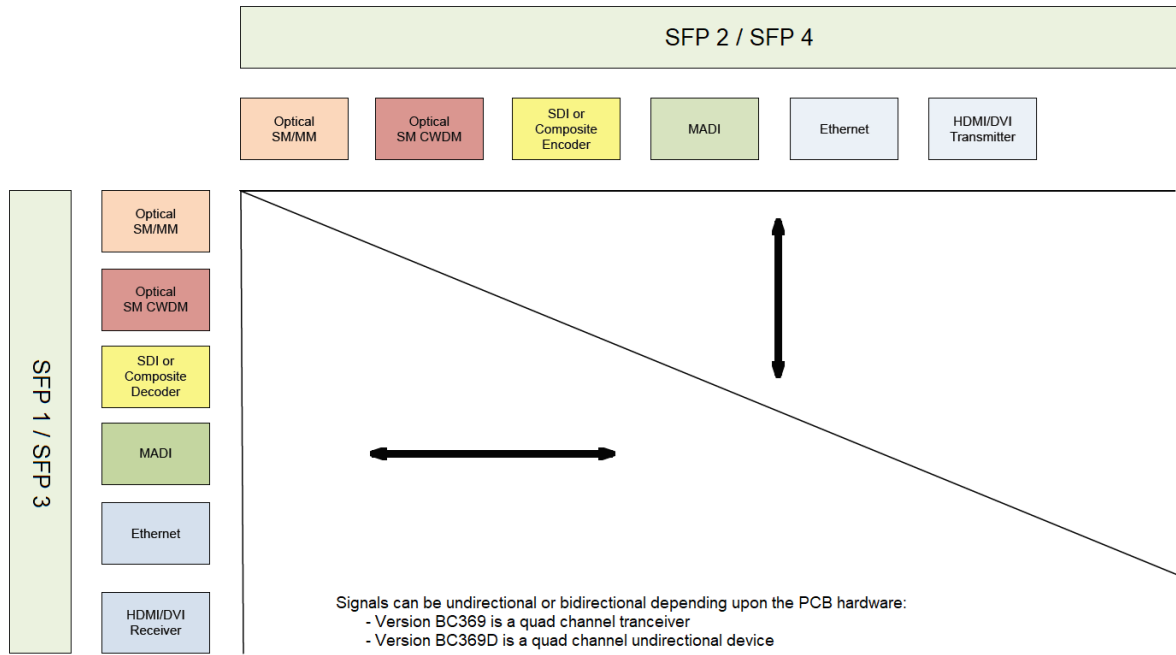 SFP 2 / SFP 4
Optical
SM/MM
Optical
SM CWDM
SDI or
Composite
Encoder
MADI
Ethernet
HDMI/DVI
Transmitter
SFP 1 / SFP 3
Optical
SM/MM
Optical
SM CWDM
SDI or
Composite
Decoder
MADI
Ethernet
HDMI/DVI
Receiver
Signals can be undirectional or bidirectional depending upon the PCB hardware:
- Version BC369 is a quad channel tranceiver
- Version BC369D is a quad channel undirectional device